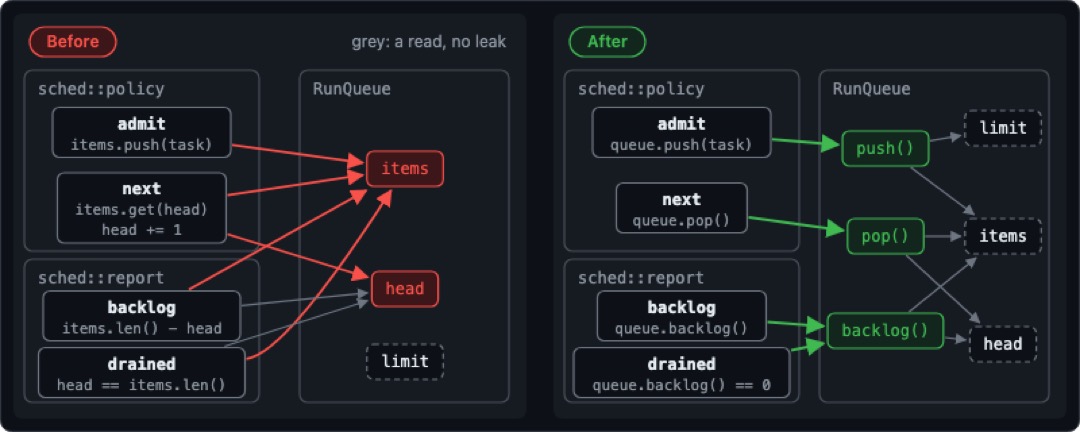 Before
grey: a read, no leak
sched::policy
RunQueue
admit
items.push(task)
next
items.get(head)
head += 1
items
sched::report
head
backlog
items.len() − head
drained
head == items.len()
limit
After
sched::policy
RunQueue
admit
queue.push(task)
limit
push()
next
queue.pop()
pop()
items
sched::report
backlog
queue.backlog()
backlog()
head
drained
queue.backlog() == 0